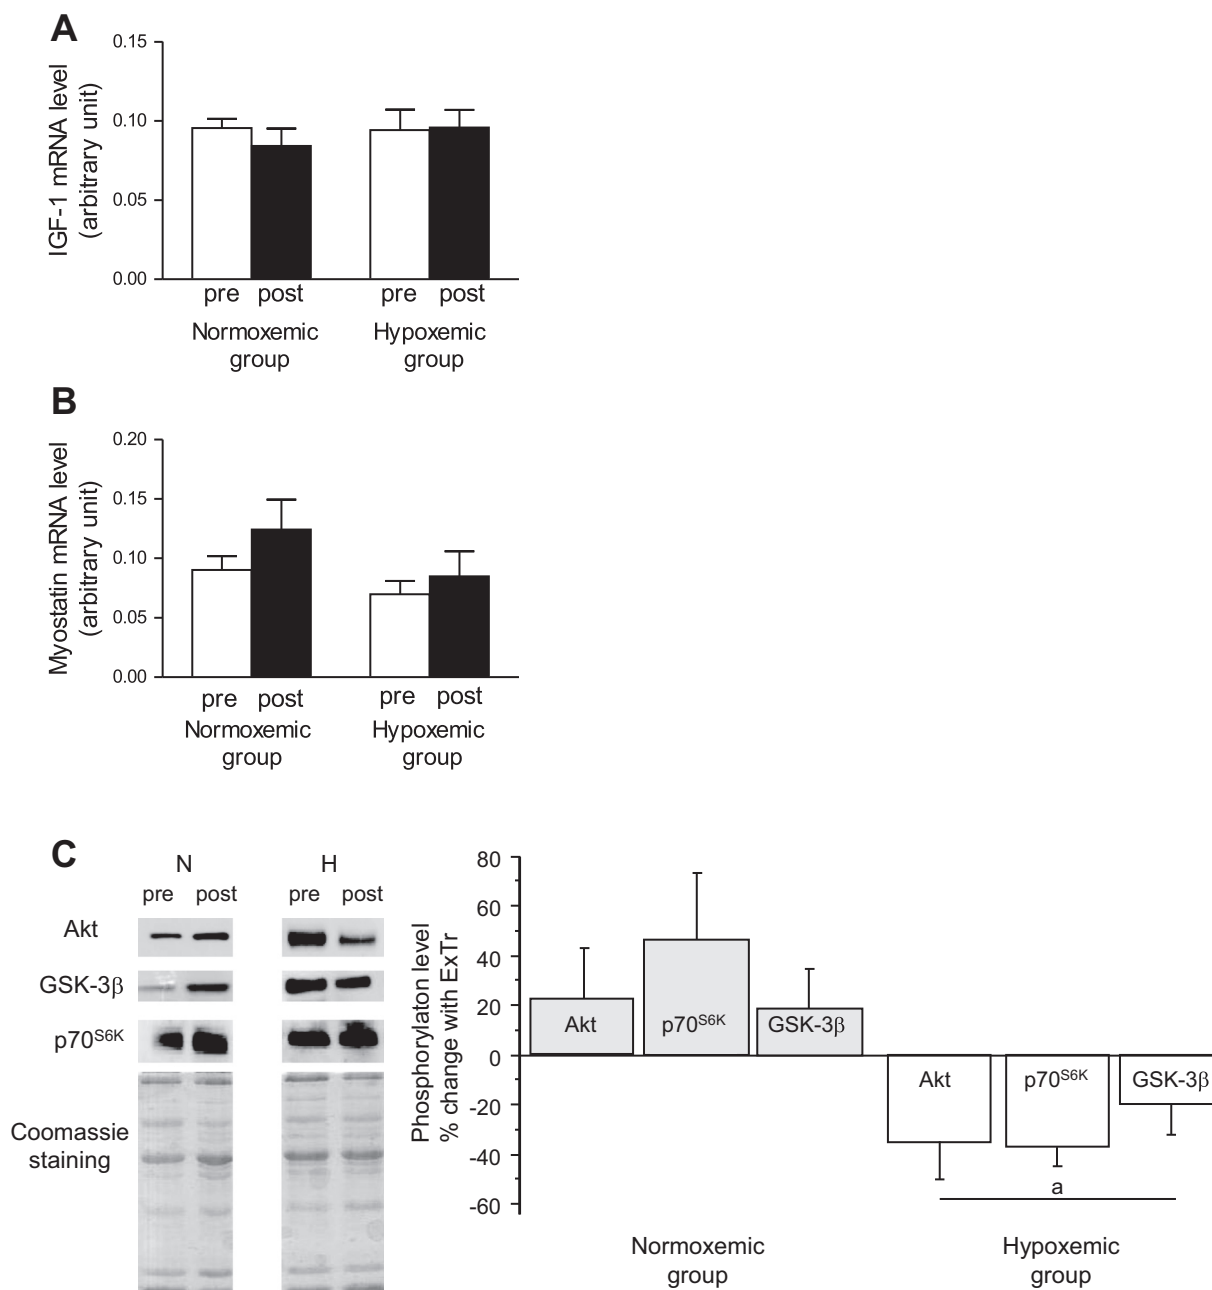 A
IGF-1 mRNA level
(arbitrary unit)
0.15
0.10
0.05
0.00
pre post pre post
Normoxemic
group
Hypoxemic
group
B
Myostatin mRNA level
(arbitrary unit)
0.20
0.15
0.10
0.05
0.00
pre post pre post
Normoxemic
group
Hypoxemic
group
C
N H
pre post pre post
Akt
GSK-3β
p70S6K
Coomassie
staining
Phosphorylaton level
% change with ExTr
80
60
40
20
0
-20
-40
-60
Akt
p70S6K
GSK-3β
Akt
p70S6K
GSK-3β
a
Normoxemic
group
Hypoxemic
group